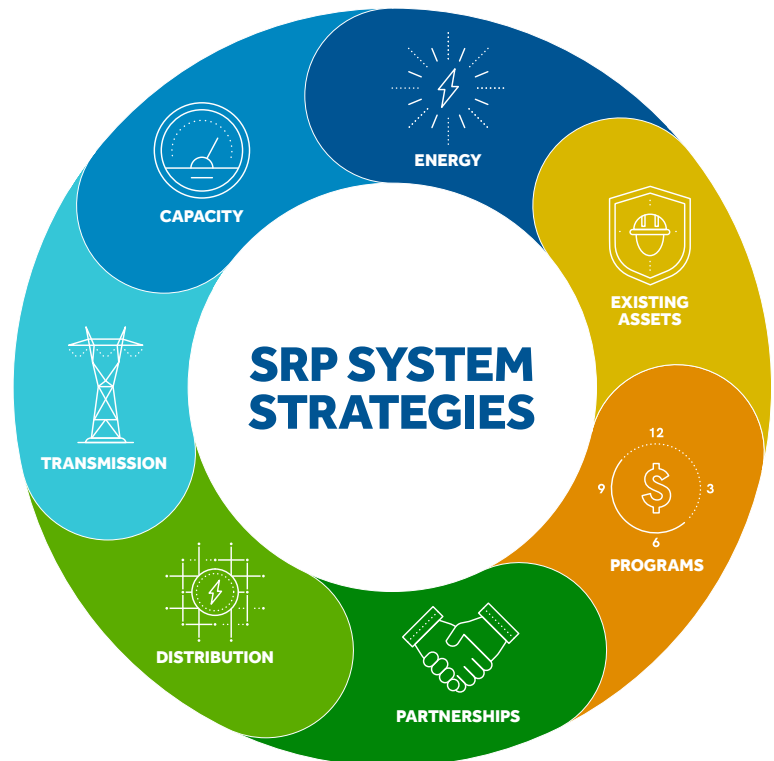 SRP SYSTEM
STRATEGIES
ENERGY
EXISTING
ASSETS
12
9
3
6
PROGRAMS
PARTNERSHIPS
DISTRIBUTION
TRANSMISSION
CAPACITY
$